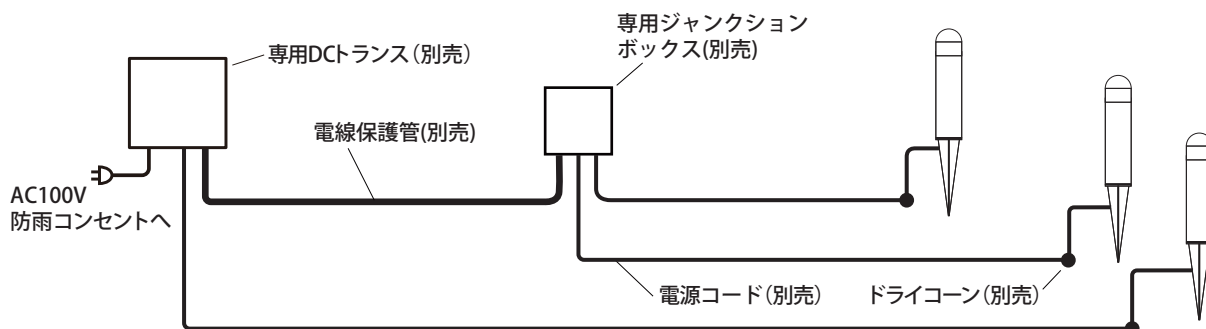 専用DCトランス（別売）
専用ジャンクション
ボックス(別売)
電線保護管(別売)
AC100V
防雨コンセントへ
電源コード（別売）
ドライコーン（別売）